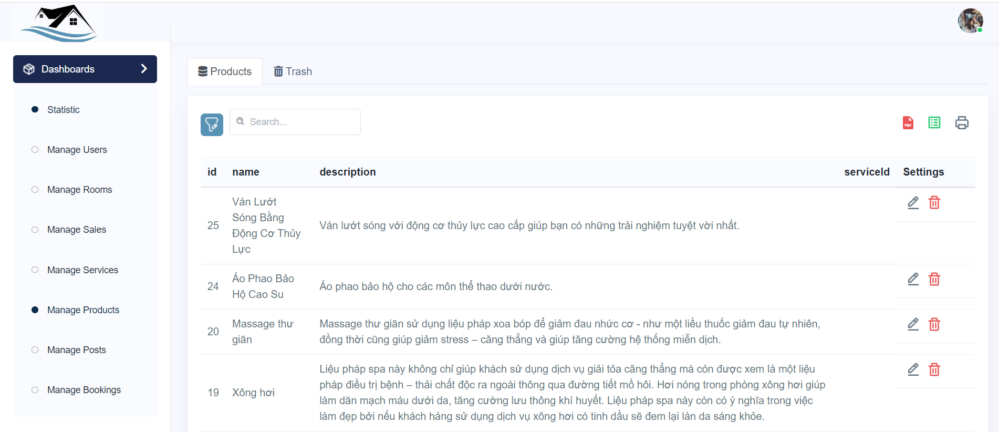 Dashboards
Statistic
Manage Users
Manage Rooms
Manage Sales
Manage Services
Manage Products
Manage Posts
Manage Bookings
Products
Trash
Search...
PDF
id name description serviceId Settings
Ván Lướt
Sóng Bằng
Động Cơ Thủy
Lực
25
Ván lướt sóng với động cơ thủy lực cao cấp giúp bạn có những trải nghiệm tuyệt vời nhất.
24
Áo Phao Bảo
Hộ Cao Su
Áo phao bảo hộ cho các môn thể thao dưới nước.
20
Massage thư
giãn
Massage thư giãn sử dụng liệu pháp xoa bóp để giảm đau nhức cơ - như một liều thuốc giảm đau tự nhiên,
đồng thời cũng giúp giảm stress – căng thẳng và giúp tăng cường hệ thống miễn dịch.
19
Xông hơi
Liệu pháp spa này không chỉ giúp khách sử dụng dịch vụ giải tỏa căng thẳng mà còn được xem là một liệu
pháp điều trị bệnh – thải chất độc ra ngoài thông qua đường tiết mồ hôi. Hơi nóng trong phòng xông hơi giúp
làm dãn mạch máu dưới da, tăng cường lưu thông khí huyết. Liệu pháp spa này còn có ý nghĩa trong việc
làm đẹp bởi nếu khách hàng sử dụng dịch vụ xông hơi có tinh dầu sẽ đem lại làn da sáng khỏe.